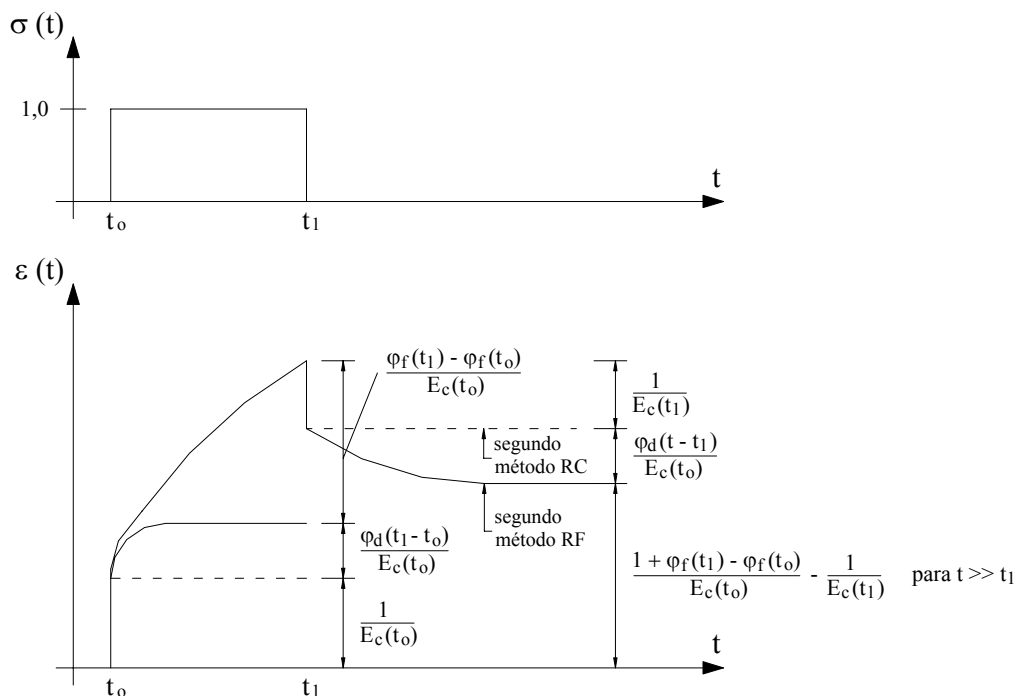 σ (t)
1,0
t
t₀ t₁
ε (t)
φf(t₁) - φf(t₀)
Ec(t₀)
1
Ec(t₁)
segundo
método RC
φd(t - t₁)
Ec(t₀)
segundo
método RF
φd(t₁ - t₀)
Ec(t₀)
1 + φf(t₁) - φf(t₀)
Ec(t₀)
- 1
Ec(t₁)
para t >> t₁
1
Ec(t₀)
t
t₀ t₁